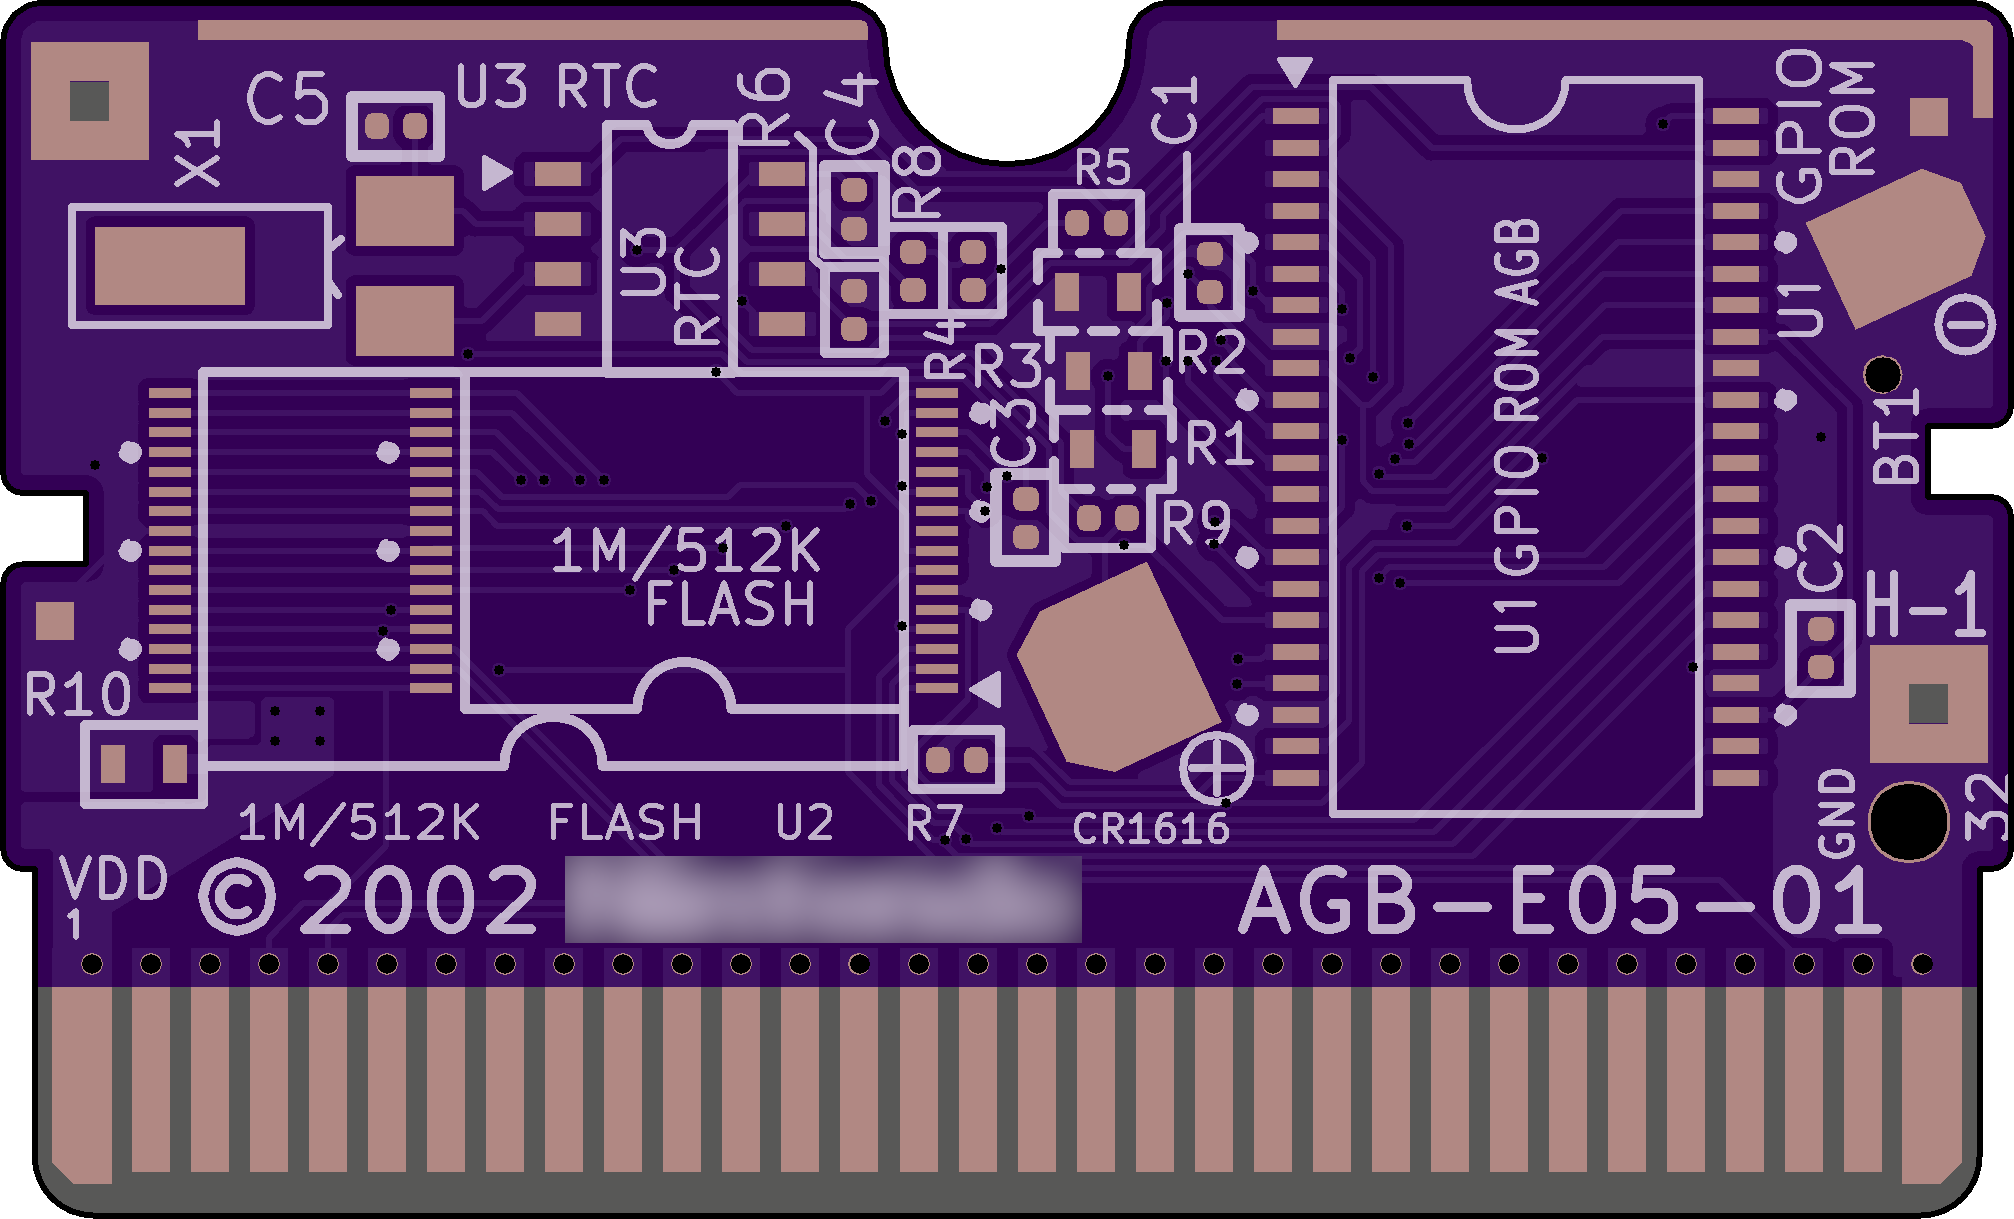 C5
U3 RTC
R6
C4
C1
X1
R8
R5
U3
RTC
R4
R3
R2
C3
R1
R9
U1 GPIO ROM AGB
U1 GPIO
ROM
BT1
C2
H-1
1M/512K
FLASH
R10
1M/512K FLASH U2
R7
CR1616
GND
32
VDD
1
©2002
AGB-E05-01